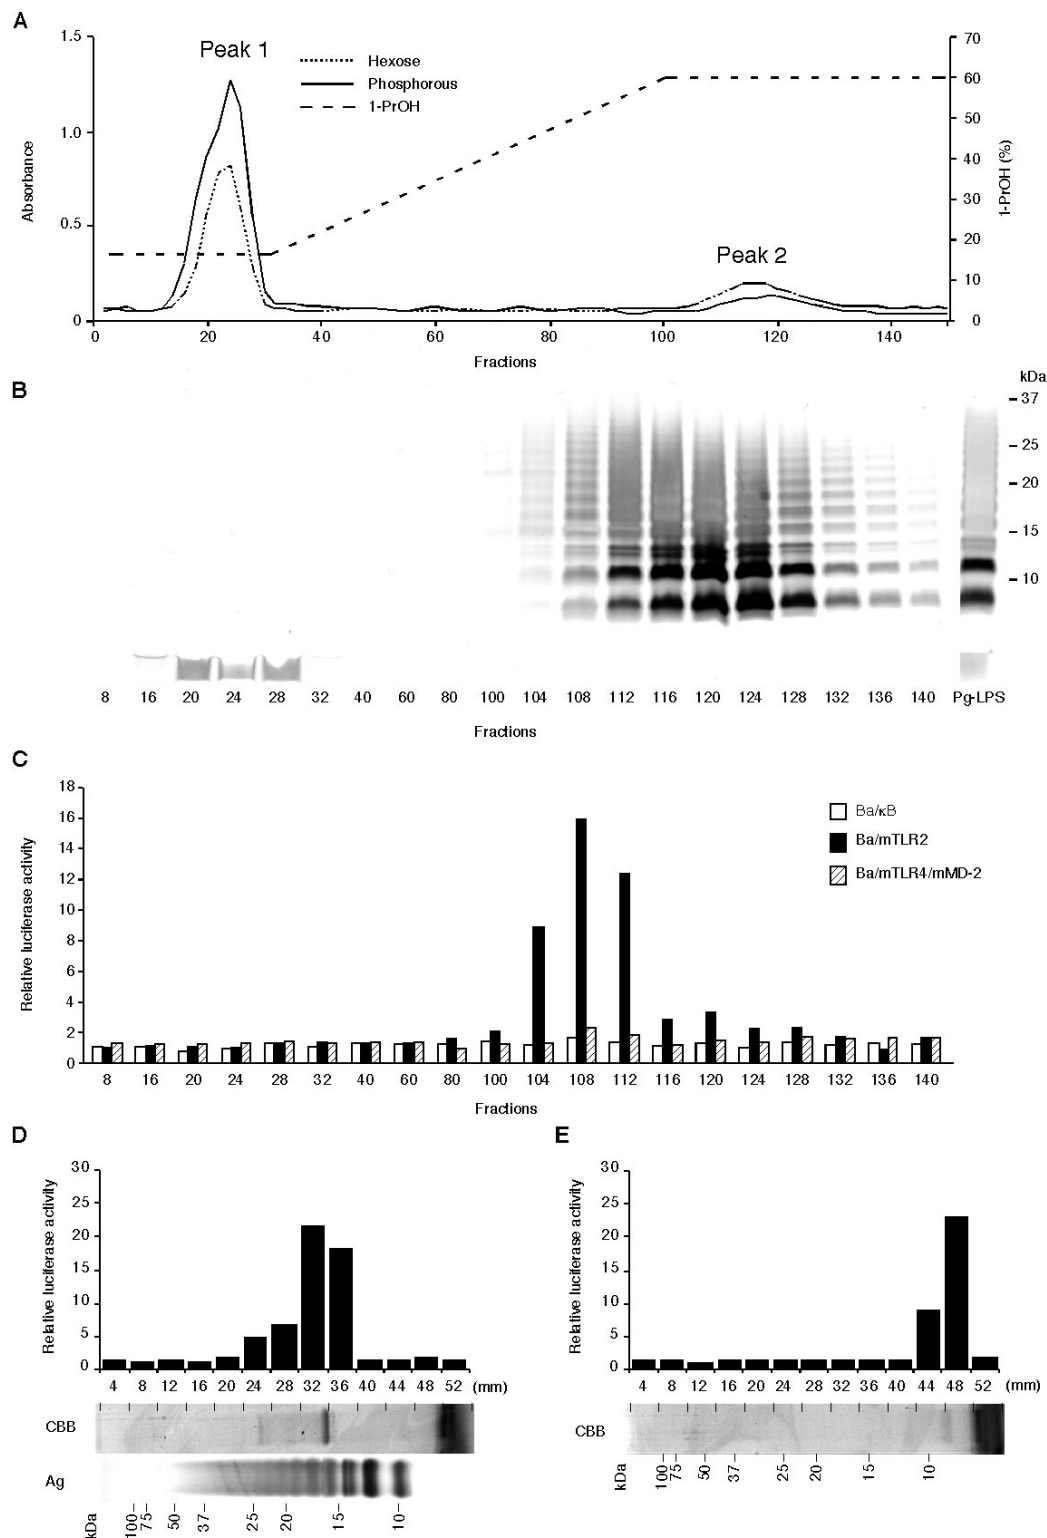 A
Peak 1
Hexose
Phosphorous
1-PrOH
Peak 2
Absorbance
1.5
1.0
0.5
0
70
60
50
40
30
20
10
0
1-PrOH (%)
0 20 40 60 80 100 120 140
Fractions
B
kDa
37
25
20
15
10
8 16 20 24 28 32 40 60 80 100 104 108 112 116 120 124 128 132 136 140 Pg-LPS
Fractions
C
Relative luciferase activity
18
16
14
12
10
8
6
4
2
0
Ba/κB
Ba/mTLR2
Ba/mTLR4/mMD-2
8 16 20 24 28 32 40 60 80 100 104 108 112 116 120 124 128 132 136 140
Fractions
D
Relative luciferase activity
30
25
20
15
10
5
0
4 8 12 16 20 24 28 32 36 40 44 48 52 (mm)
CBB
Ag
kDa 100 75 50 37 25 20 15 10
E
Relative luciferase activity
30
25
20
15
10
5
0
4 8 12 16 20 24 28 32 36 40 44 48 52 (mm)
CBB
kDa 100 75 50 37 25 20 15 10